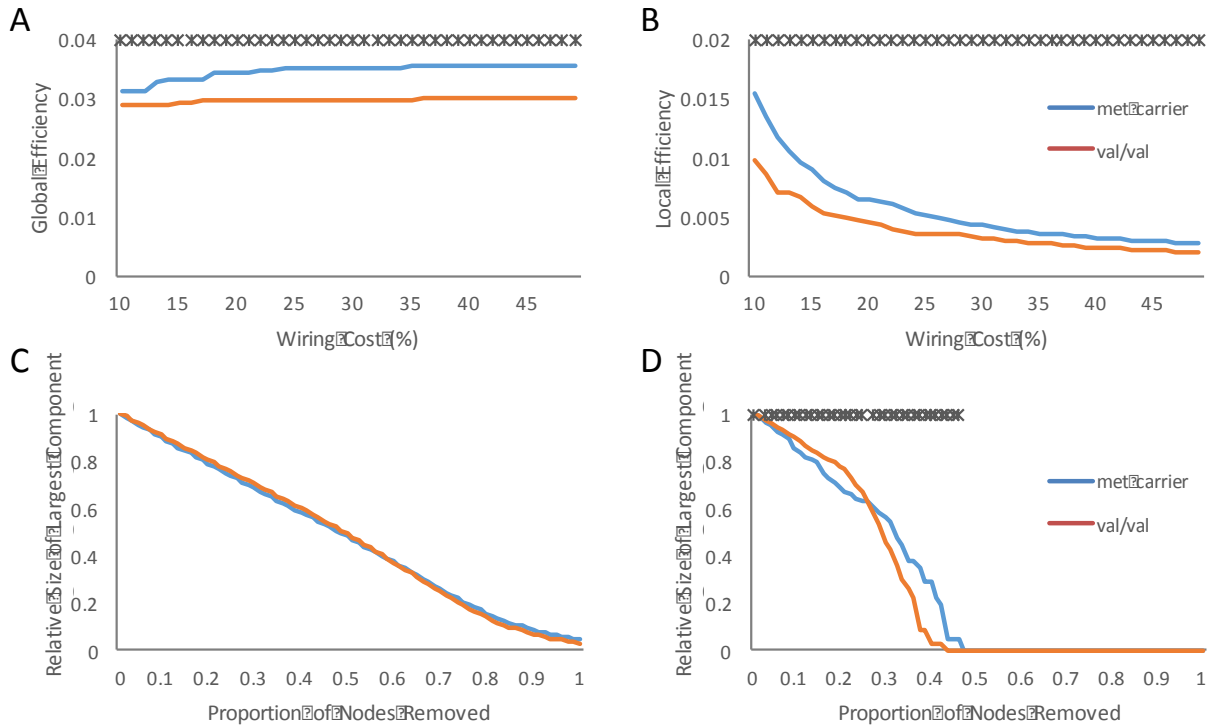 A
0.04
0.03
0.02
0.01
0
Global Efficiency
10 15 20 25 30 35 40 45
Wiring Cost (%)
B
0.02
0.015
0.01
0.005
0
Local Efficiency
met carrier
val/val
10 15 20 25 30 35 40 45
Wiring Cost (%)
C
1
0.8
0.6
0.4
0.2
0
Relative Size of Largest Component
0 0.1 0.2 0.3 0.4 0.5 0.6 0.7 0.8 0.9 1
Proportion of Nodes Removed
D
1
0.8
0.6
0.4
0.2
0
Relative Size of Largest Component
met carrier
val/val
0 0.1 0.2 0.3 0.4 0.5 0.6 0.7 0.8 0.9 1
Proportion of Nodes Removed